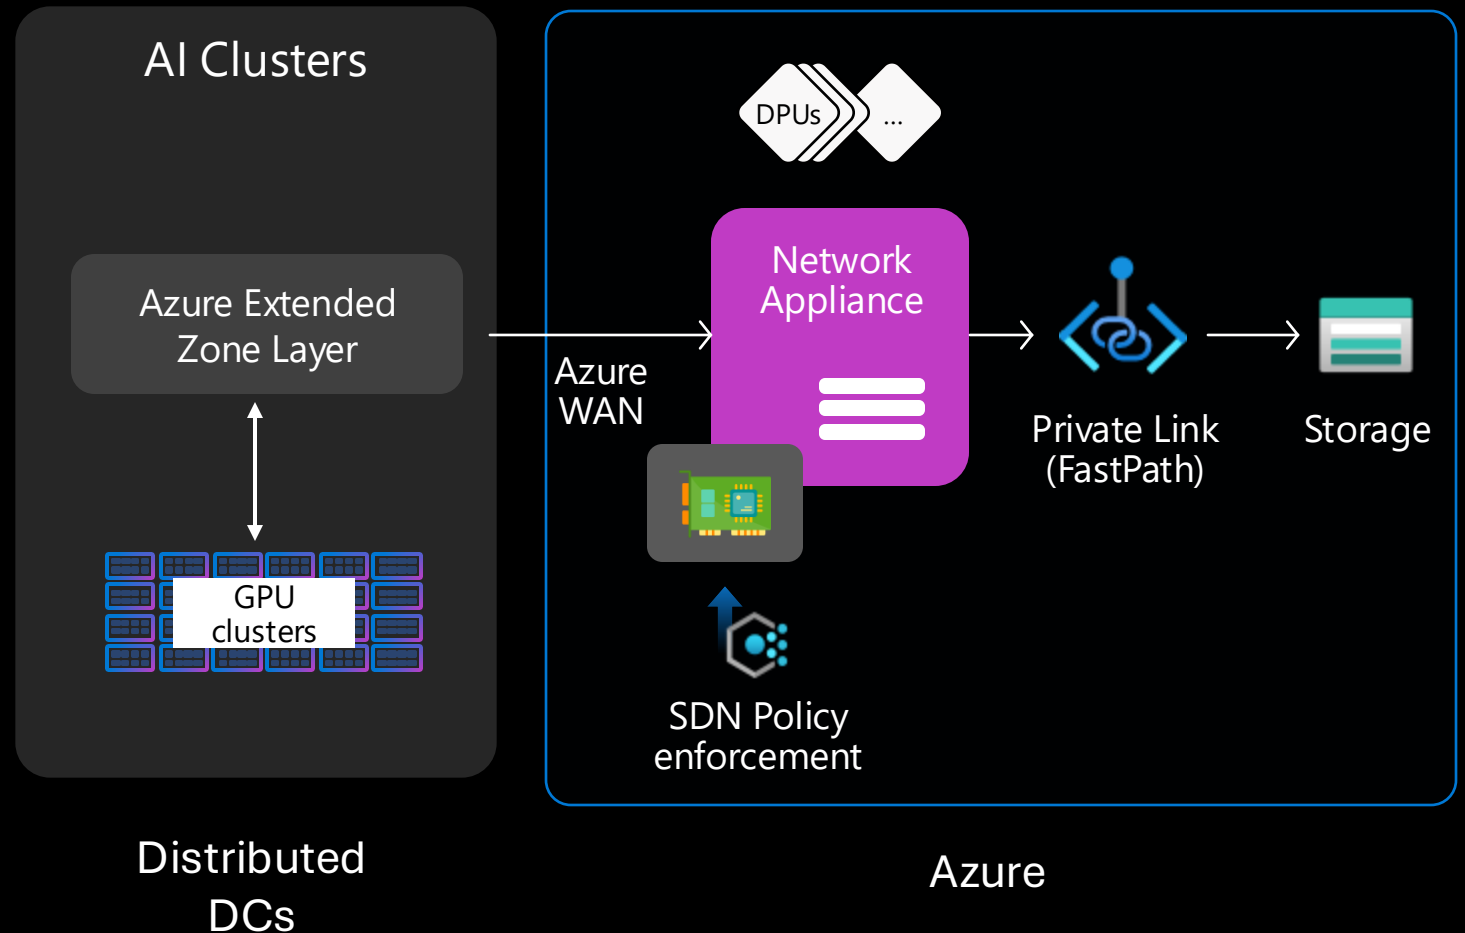 AI Clusters
Azure Extended
Zone Layer
GPU
clusters
Distributed
DCs
DPUs
...
Network
Appliance
Azure
WAN
SDN Policy
enforcement
Private Link
(FastPath)
Storage
Azure